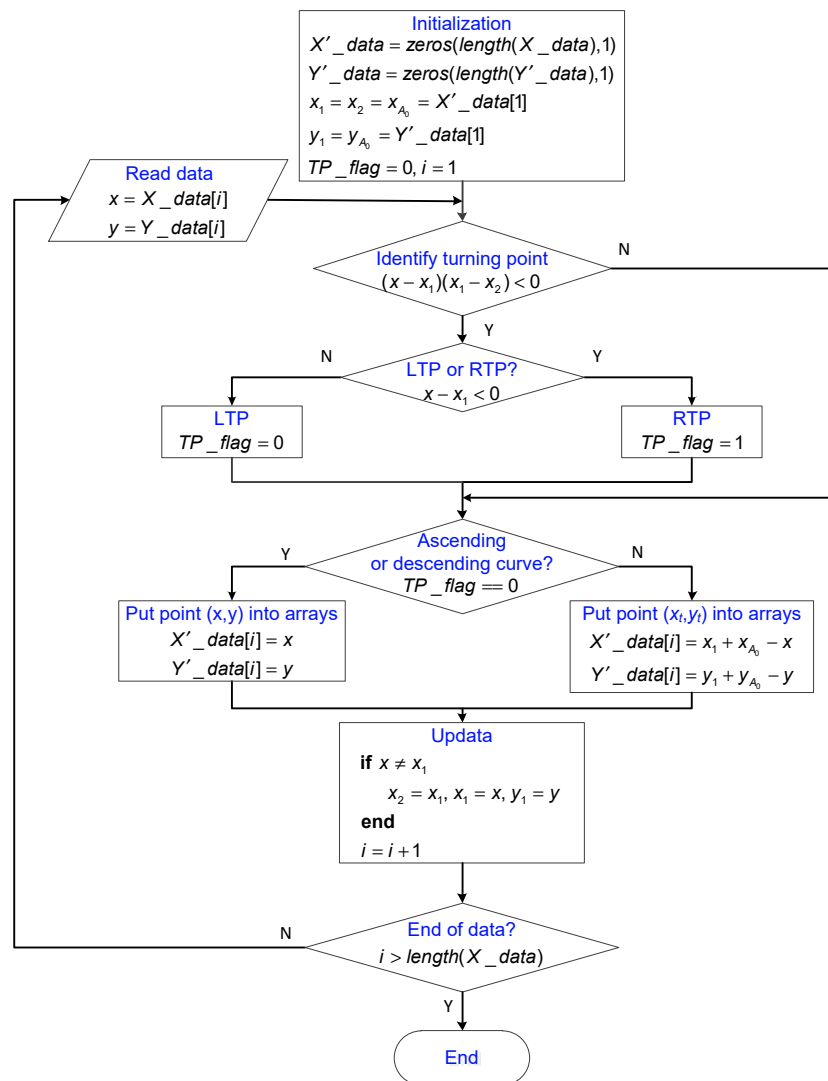 Initialization
X′_data = zeros(length(X_data),1)
Y′_data = zeros(length(Y′_data),1)
x₁ = x₂ = x_A₀ = X′_data[1]
y₁ = y_A₀ = Y′_data[1]
TP_flag = 0, i = 1
Read data
x = X_data[i]
y = Y_data[i]
Identify turning point
(x − x₁)(x₁ − x₂) < 0
N
Y
LTP or RTP?
x − x₁ < 0
N
Y
LTP
TP_flag = 0
RTP
TP_flag = 1
Ascending
or descending curve?
TP_flag == 0
Y
N
Put point (x,y) into arrays
X′_data[i] = x
Y′_data[i] = y
Put point (xₜ,yₜ) into arrays
X′_data[i] = x₁ + x_A₀ − x
Y′_data[i] = y₁ + y_A₀ − y
Updata
if x ≠ x₁
x₂ = x₁, x₁ = x, y₁ = y
end
i = i + 1
End of data?
i > length(X_data)
N
Y
End